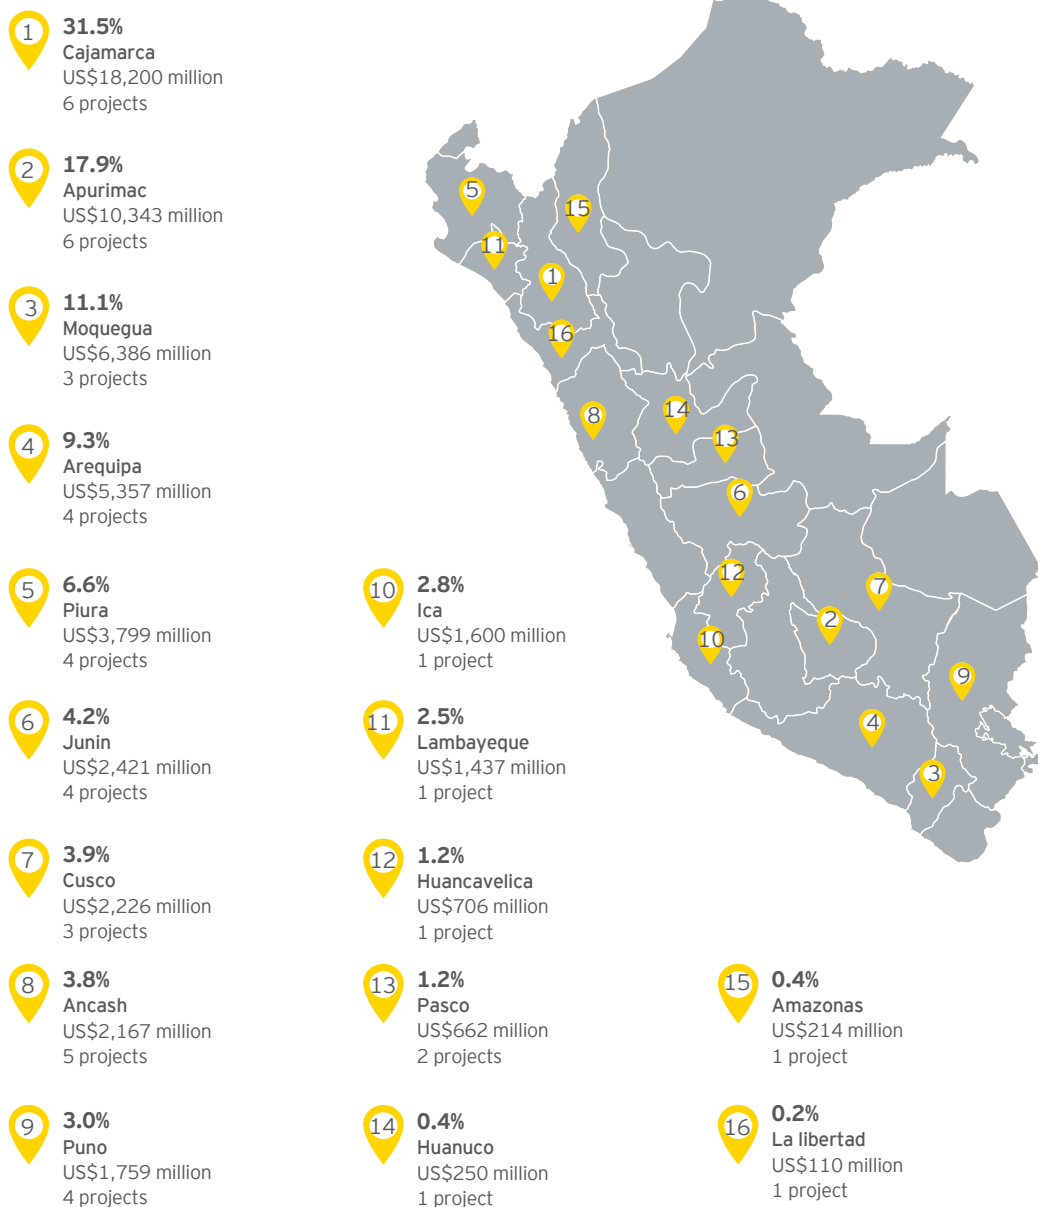 1
31.5%
Cajamarca
US$18,200 million
6 projects
2
17.9%
Apurimac
US$10,343 million
6 projects
3
11.1%
Moquegua
US$6,386 million
3 projects
4
9.3%
Arequipa
US$5,357 million
4 projects
5
6.6%
Piura
US$3,799 million
4 projects
6
4.2%
Junin
US$2,421 million
4 projects
7
3.9%
Cusco
US$2,226 million
3 projects
8
3.8%
Ancash
US$2,167 million
5 projects
9
3.0%
Puno
US$1,759 million
4 projects
10
2.8%
Ica
US$1,600 million
1 project
11
2.5%
Lambayeque
US$1,437 million
1 project
12
1.2%
Huancavelica
US$706 million
1 project
13
1.2%
Pasco
US$662 million
2 projects
14
0.4%
Huanuco
US$250 million
1 project
15
0.4%
Amazonas
US$214 million
1 project
16
0.2%
La libertad
US$110 million
1 project
5
15
11
1
16
8
14
13
6
12
7
2
10
9
4
3